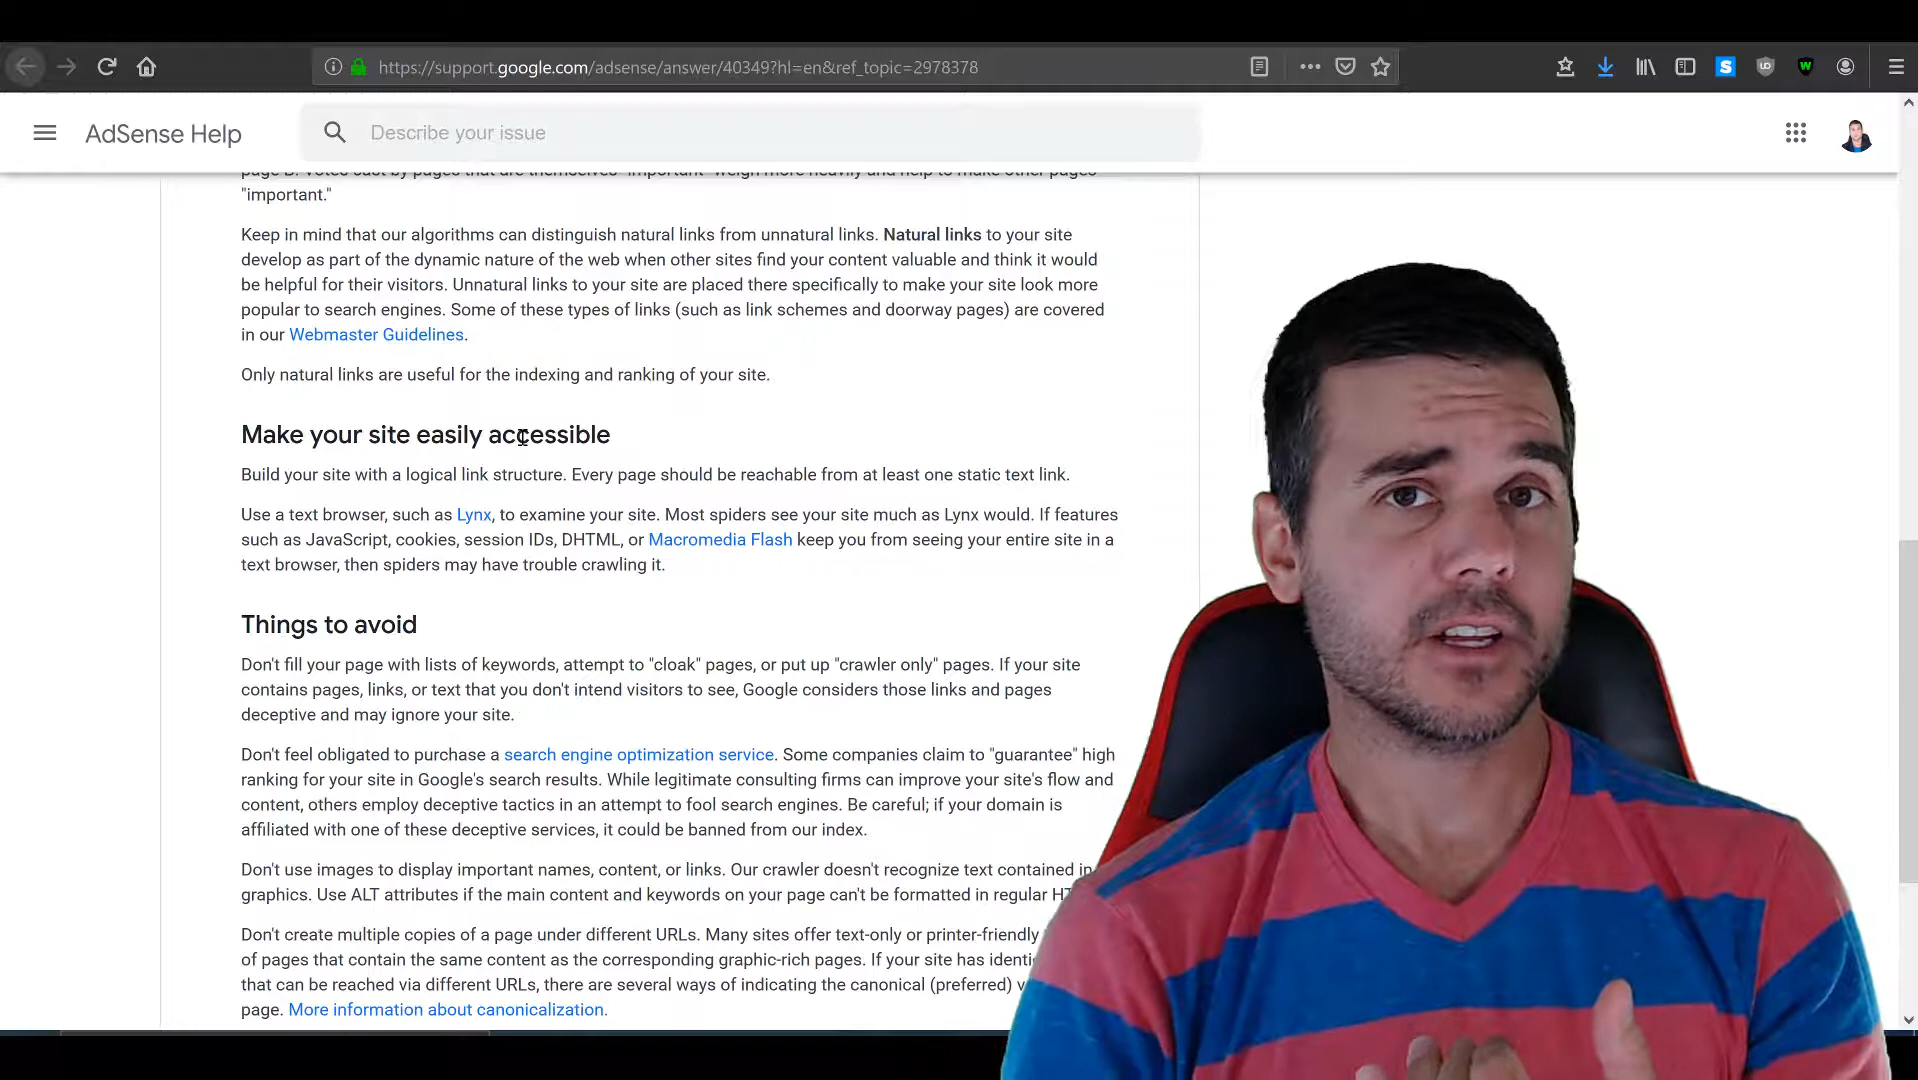 https://support.google.com/adsense/answer/40349?hl=en&ref_topic=2978378
AdSense Help
Describe your issue
page B. Votes cast by pages that are themselves "important" weigh more heavily and help to make other pages
"important."
Keep in mind that our algorithms can distinguish natural links from unnatural links. Natural links to your site
develop as part of the dynamic nature of the web when other sites find your content valuable and think it would
be helpful for their visitors. Unnatural links to your site are placed there specifically to make your site look more
popular to search engines. Some of these types of links (such as link schemes and doorway pages) are covered
in our Webmaster Guidelines.
Only natural links are useful for the indexing and ranking of your site.
Make your site easily accessible
Build your site with a logical link structure. Every page should be reachable from at least one static text link.
Use a text browser, such as Lynx, to examine your site. Most spiders see your site much as Lynx would. If features
such as JavaScript, cookies, session IDs, DHTML, or Macromedia Flash keep you from seeing your entire site in a
text browser, then spiders may have trouble crawling it.
Things to avoid
Don't fill your page with lists of keywords, attempt to "cloak" pages, or put up "crawler only" pages. If your site
contains pages, links, or text that you don't intend visitors to see, Google considers those links and pages
deceptive and may ignore your site.
Don't feel obligated to purchase a search engine optimization service. Some companies claim to "guarantee" high
ranking for your site in Google's search results. While legitimate consulting firms can improve your site's flow and
content, others employ deceptive tactics in an attempt to fool search engines. Be careful; if your domain is
affiliated with one of these deceptive services, it could be banned from our index.
Don't use images to display important names, content, or links. Our crawler doesn't recognize text contained in
graphics. Use ALT attributes if the main content and keywords on your page can't be formatted in regular
Don't create multiple copies of a page under different URLs. Many sites offer text-only or printer-friendly
of pages that contain the same content as the corresponding graphic-rich pages. If your site has
that can be reached via different URLs, there are several ways of indicating the canonical (preferred)
page. More information about canonicalization.